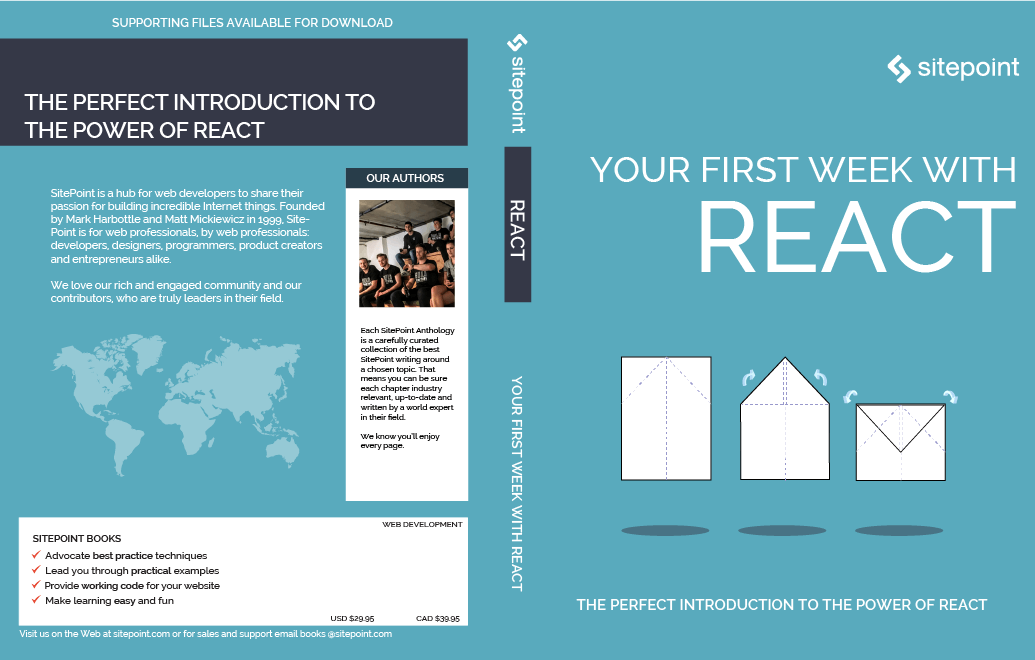 SUPPORTING FILES AVAILABLE FOR DOWNLOAD
THE PERFECT INTRODUCTION TO
THE POWER OF REACT
SitePoint is a hub for web developers to share their
passion for building incredible Internet things. Founded
by Mark Harbottle and Matt Mickiewicz in 1999, Site-
Point is for web professionals, by web professionals:
developers, designers, programmers, product creators
and entrepreneurs alike.
We love our rich and engaged community and our
contributors, who are truly leaders in their field.
OUR AUTHORS
Each SitePoint Anthology
is a carefully curated
collection of the best
SitePoint writing around
a chosen topic. That
means you can be sure
each chapter industry
relevant, up-to-date and
written by a world expert
in their field.
We know you'll enjoy
every page.
WEB DEVELOPMENT
SITEPOINT BOOKS
Advocate best practice techniques
Lead you through practical examples
Provide working code for your website
Make learning easy and fun
USD $29.95 CAD $39.95
Visit us on the Web at sitepoint.com or for sales and support email books @sitepoint.com
sitepoint
REACT
YOUR FIRST WEEK WITH REACT
sitepoint
YOUR FIRST WEEK WITH
REACT
THE PERFECT INTRODUCTION TO THE POWER OF REACT